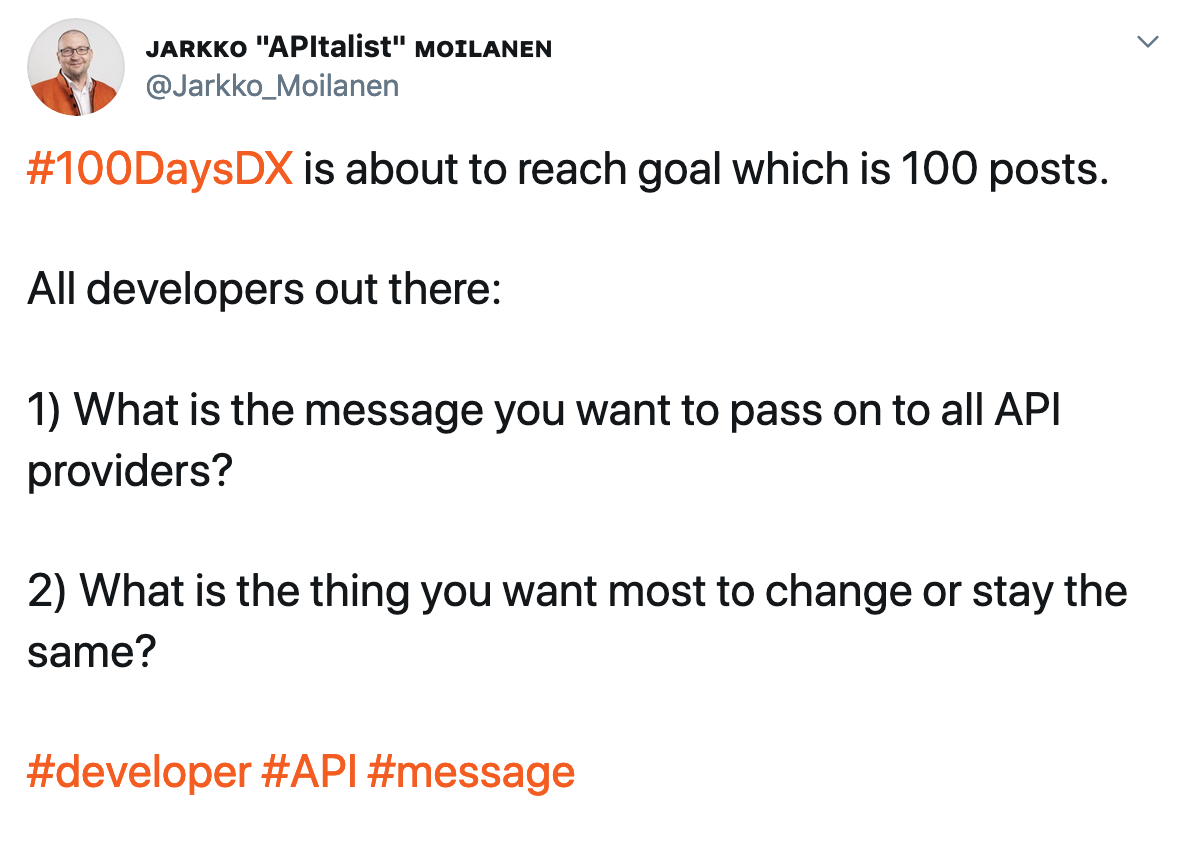 ᴊᴀʀᴋᴋᴏ "APItalist" ᴍᴏɪʟᴀɴᴇɴ
@Jarkko_Moilanen
#100DaysDX is about to reach goal which is 100 posts.
All developers out there:
1) What is the message you want to pass on to all API
providers?
2) What is the thing you want most to change or stay the
same?
#developer #API #message